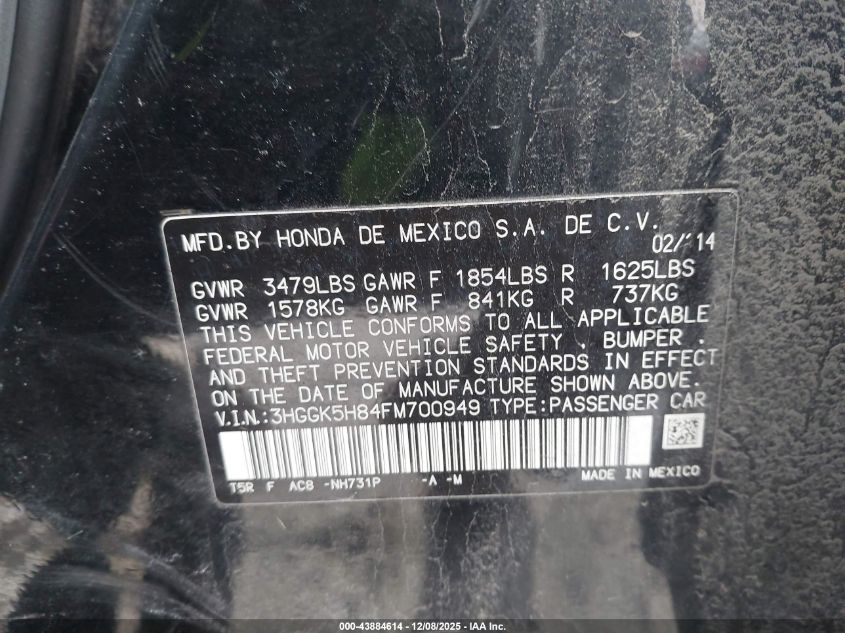 MFD.BY HONDA DE MEXICO S.A. DE C.V.
02/'14
GVWR 3479LBS GAWR F 1854LBS R 1625LBS
GVWR 1578KG GAWR F 841KG R 737KG
THIS VEHICLE CONFORMS TO ALL APPLICABLE
FEDERAL MOTOR VEHICLE SAFETY , BUMPER ,
AND THEFT PREVENTION STANDARDS IN EFFECT
ON THE DATE OF MANUFACTURE SHOWN ABOVE.
V.I.N.:3HGGK5H84FM700949 TYPE:PASSENGER CAR
T5R F AC8 -NH731P -A -M MADE IN MEXICO
000-43884614 - 12/08/2025 - IAA Inc.